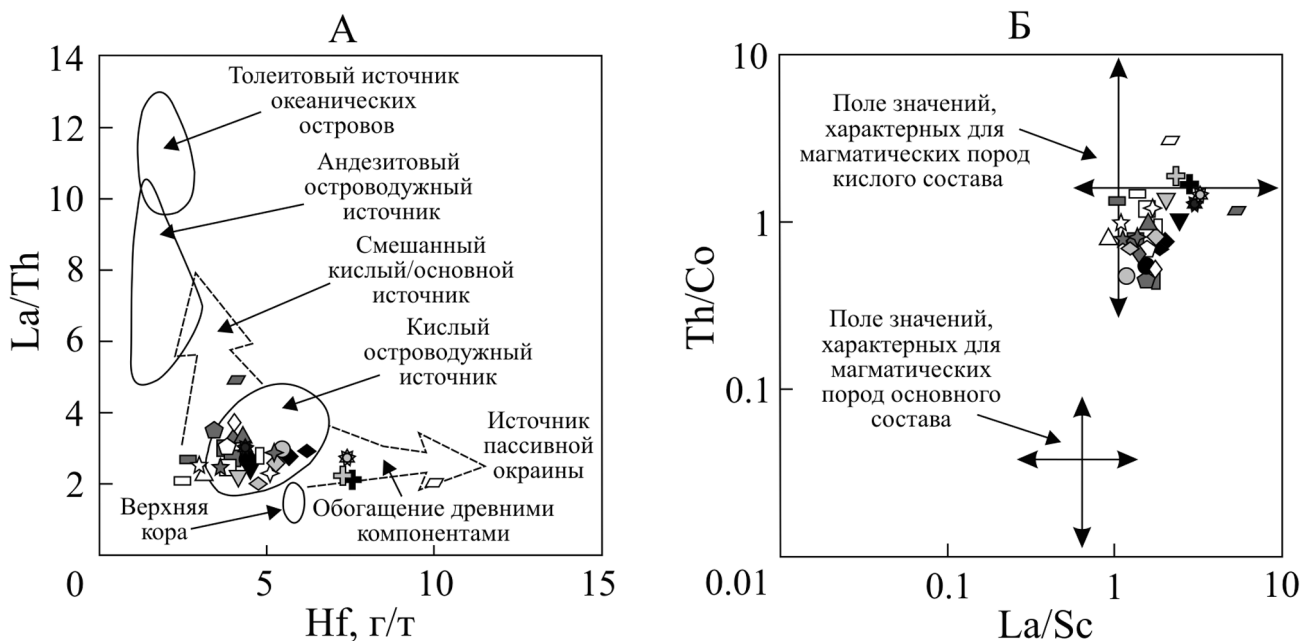 А
14
12
10
8
6
4
2
0
5
10
15
La/Th
Hf, г/т
Толеитовый источник
океанических
островов
Андезитовый
островодужный
источник
Смешанный
кислый/основной
источник
Кислый
островодужный
источник
Источник
пассивной
окраины
Верхняя
кора
Обогащение древними
компонентами
Б
10
1
0.1
0.01
0.1
1
10
Th/Co
La/Sc
Поле значений,
характерных для
магматических пород
кислого состава
Поле значений,
характерных для
магматических
пород основного
состава